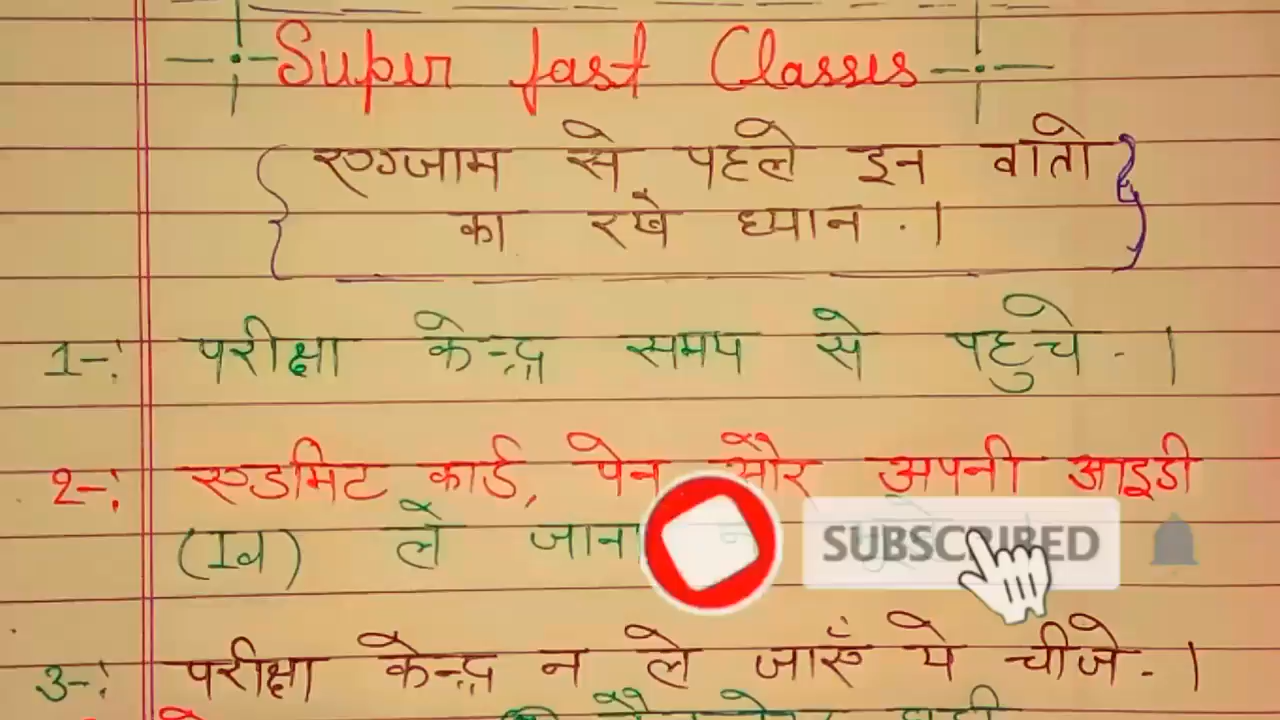 Super fast Classes
एग्जाम से पहले इन वातो
का रखे ध्यान .।
1-: परीक्षा केन्द्र समय से पहुचे -।
2-: एडमिट कार्ड, पेन और अपनी आइडी
(Id) ले जाना
SUBSCRIBED
3-: परीक्षा केन्द्र न ले जाएँ ये चीजे -।